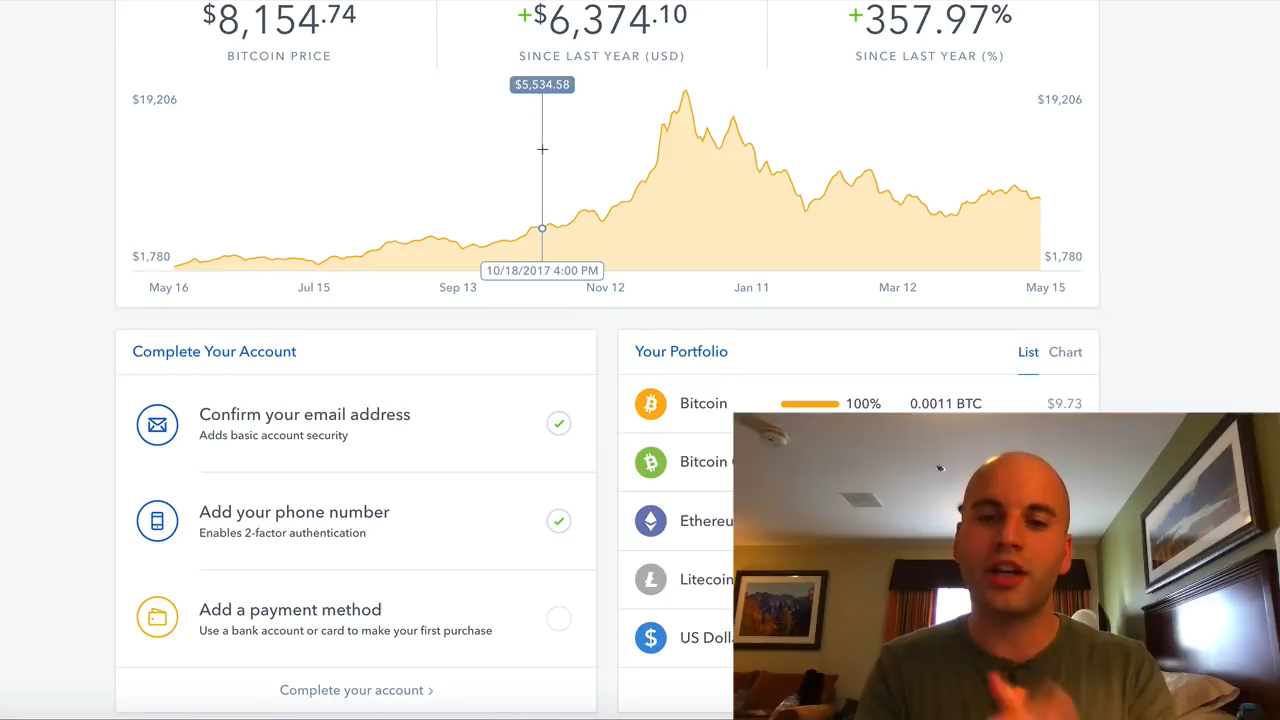 $8,154.74
BITCOIN PRICE
+$6,374.10
SINCE LAST YEAR (USD)
+357.97%
SINCE LAST YEAR (%)
$5,534.58
$19,206
$19,206
$1,780
$1,780
10/18/2017 4:00 PM
May 16
Jul 15
Sep 13
Nov 12
Jan 11
Mar 12
May 15
Complete Your Account
Confirm your email address
Adds basic account security
Add your phone number
Enables 2-factor authentication
Add a payment method
Use a bank account or card to make your first purchase
Complete your account ›
Your Portfolio
List Chart
Bitcoin 100% 0.0011 BTC $9.73
Bitcoin
Ethereu
Litecoin
US Doll